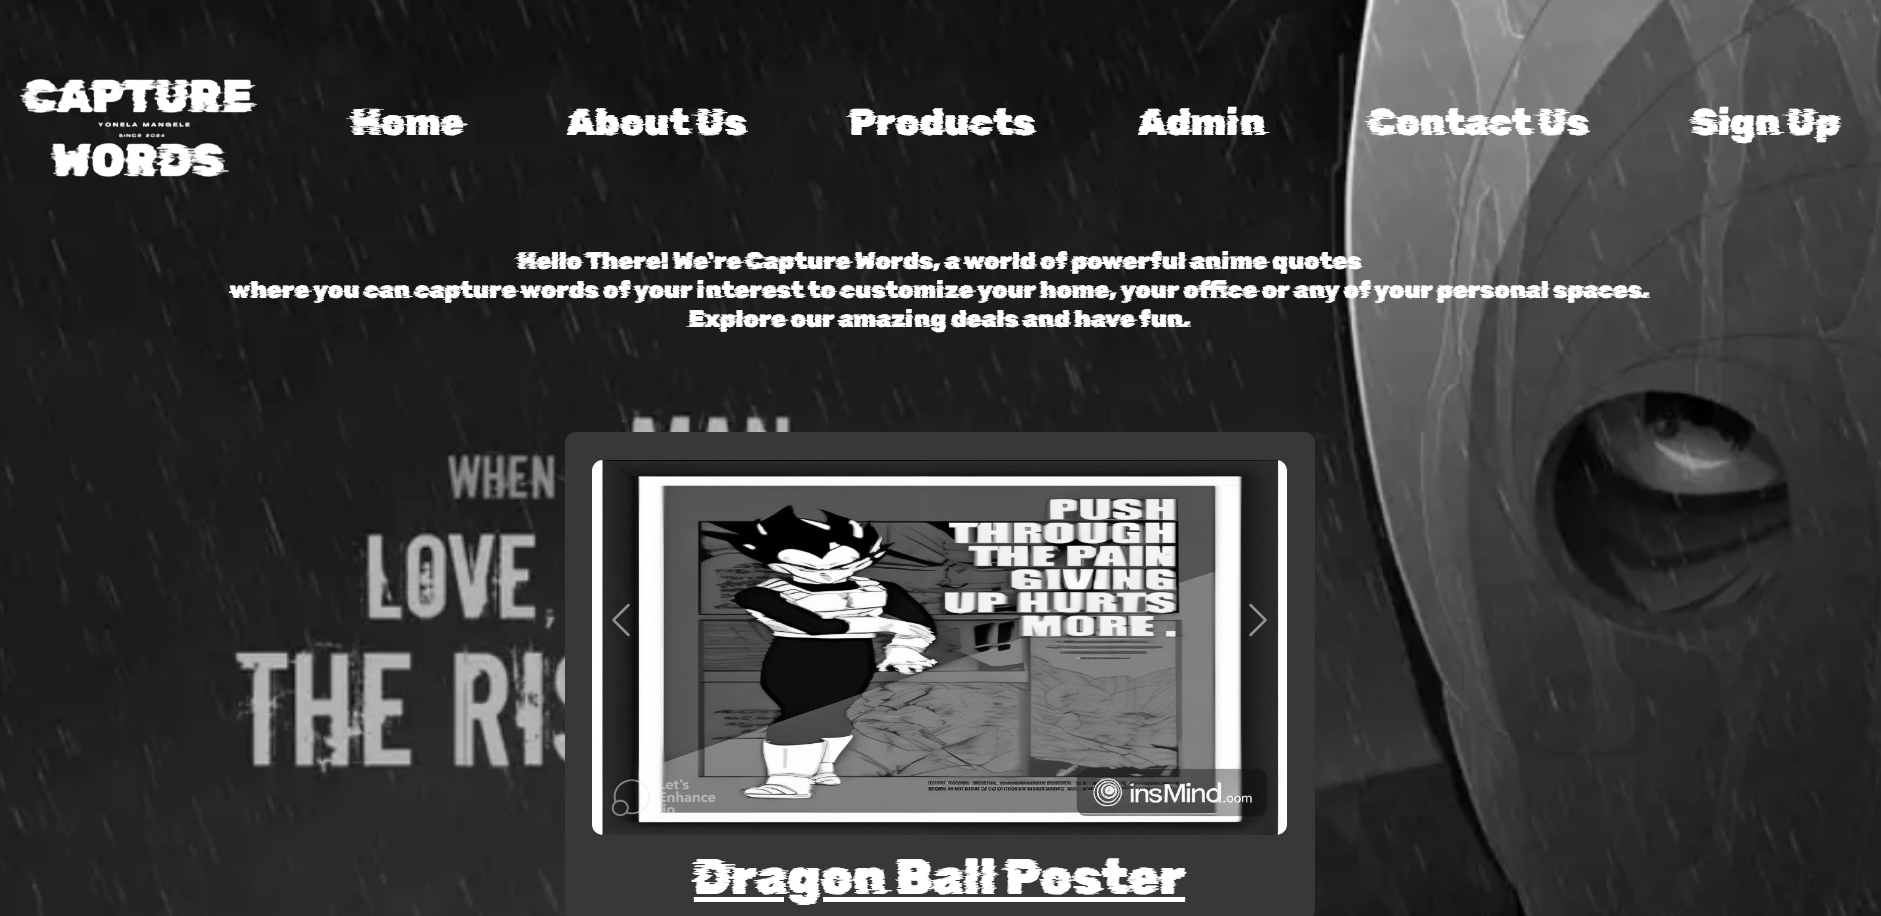 CAPTURE
YONELA MANGELE
SINCE 2024
WORDS
Home
About Us
Products
Admin
Contact Us
Sign Up
Hello There! We're Capture Words, a world of powerful anime quotes
where you can capture words of your interest to customize your home, your office or any of your personal spaces.
Explore our amazing deals and have fun.
MAN
WHEN
LOVE,
THE RIS
PUSH
THROUGH
THE PAIN
GIVING
UP HURTS
MORE .
Let's
Enhance
.io
insMind.com
Dragon Ball Poster